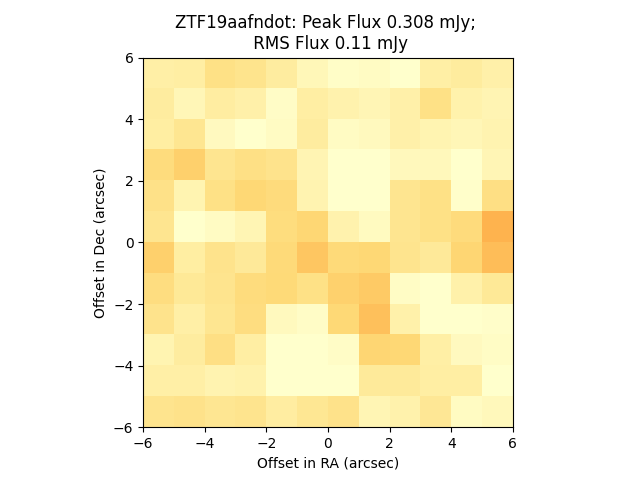 ZTF19aafndot: Peak Flux 0.308 mJy;
RMS Flux 0.11 mJy
6
4
2
0
−2
−4
−6
Offset in Dec (arcsec)
−6 −4 −2 0 2 4 6
Offset in RA (arcsec)